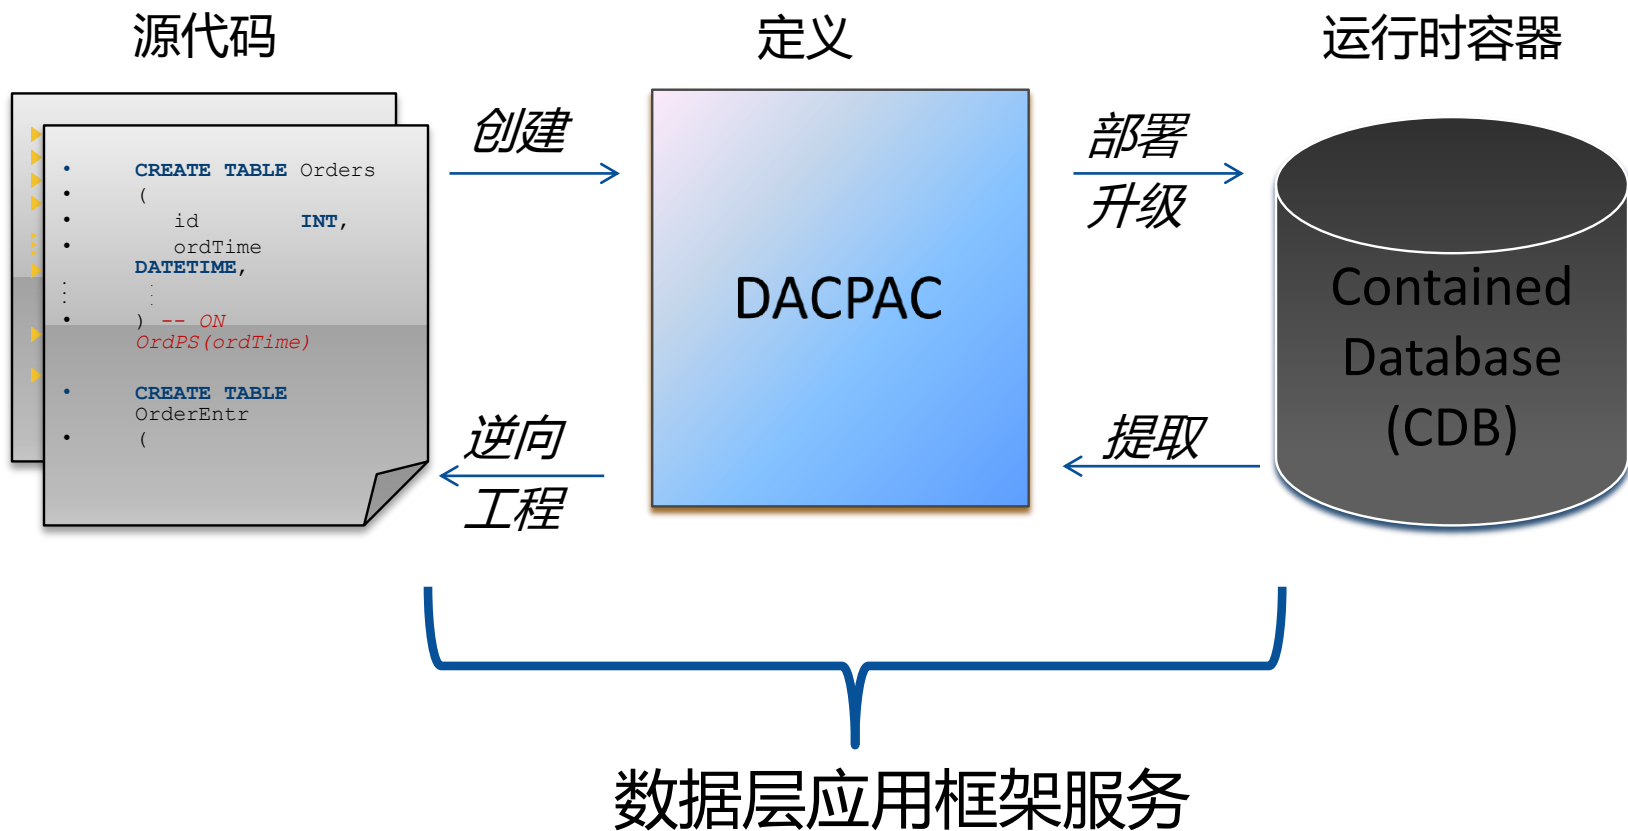 源代码
定义
运行时容器
• CREATE TABLE Orders
• (
• id INT,
• ordTime
DATETIME,
• ) -- ON
OrdPS(ordTime)
• CREATE TABLE
OrderEntr
• (
创建
逆向
工程
DACPAC
部署
升级
提取
Contained
Database
(CDB)
数据层应用框架服务